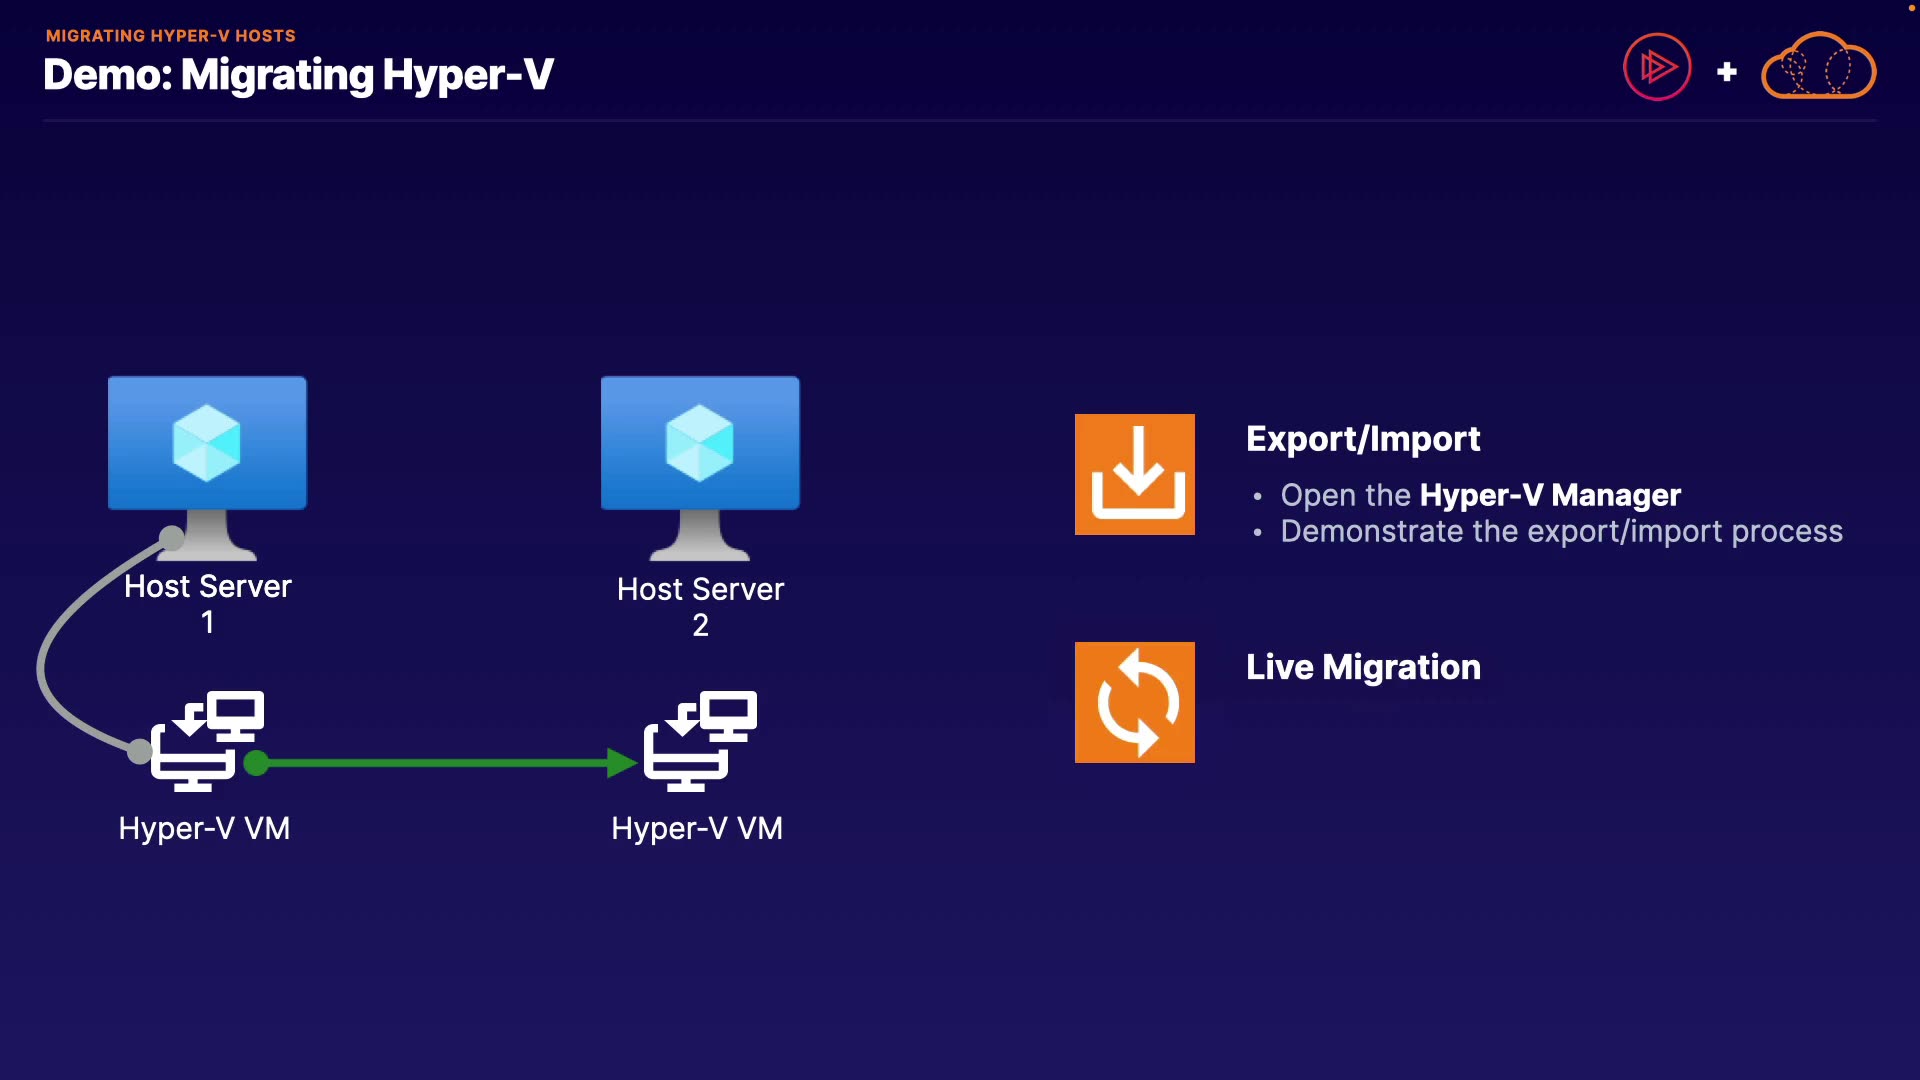 MIGRATING HYPER-V HOSTS
Demo: Migrating Hyper-V
Host Server
1
Host Server
2
Hyper-V VM
Hyper-V VM
Export/Import
• Open the Hyper-V Manager
• Demonstrate the export/import process
Live Migration